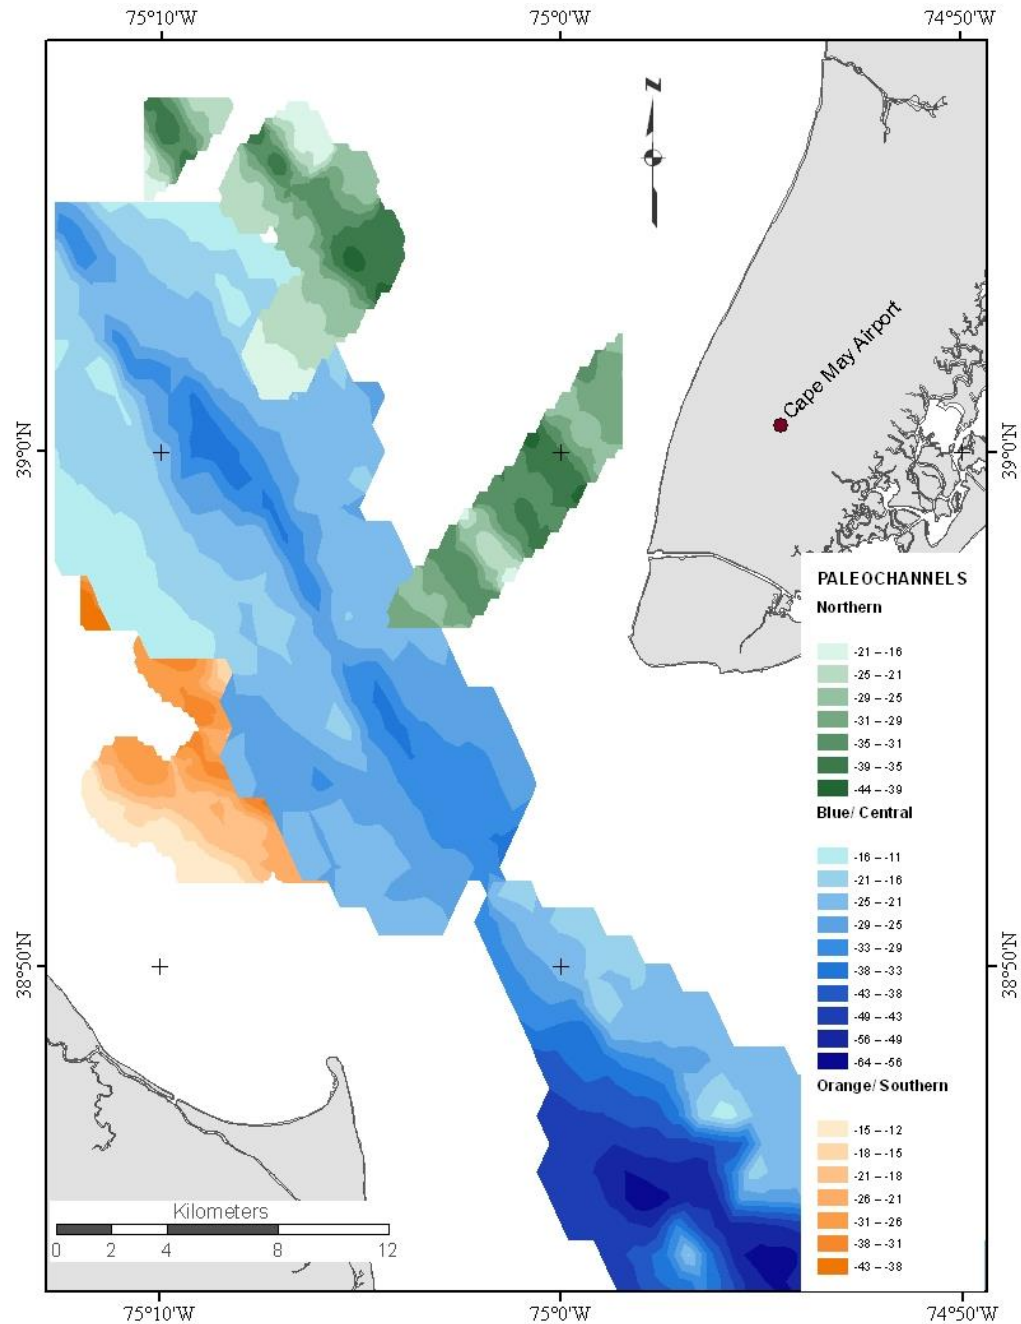 75°10'W 75°0'W 74°50'W
N
Cape May Airport
39°0'N 39°0'N
PALEOCHANNELS
Northern
-21 – -16
-25 – -21
-29 – -25
-31 – -29
-35 – -31
-39 – -35
-44 – -39
Blue/ Central
-16 – -11
-21 – -16
-25 – -21
-29 – -25
-33 – -29
-38 – -33
-43 – -38
-49 – -43
-56 – -49
-64 – -56
38°50'N 38°50'N
Orange/ Southern
-15 – -12
-18 – -15
-21 – -18
-26 – -21
-31 – -26
-38 – -31
-43 – -38
Kilometers
0 2 4 8 12
75°10'W 75°0'W 74°50'W